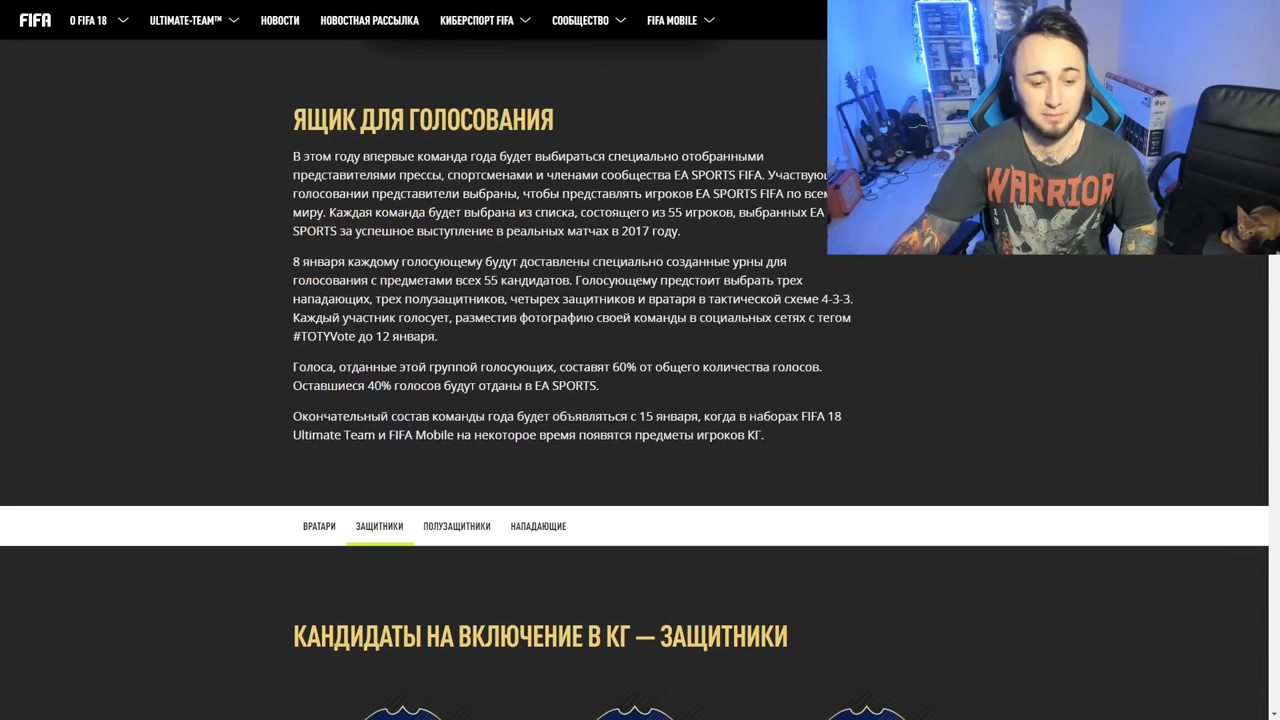 FIFA О FIFA 18 ULTIMATE-TEAM™ НОВОСТИ НОВОСТНАЯ РАССЫЛКА КИБЕРСПОРТ FIFA СООБЩЕСТВО FIFA MOBILE
ЯЩИК ДЛЯ ГОЛОСОВАНИЯ
В этом году впервые команда года будет выбираться специально отобранными
представителями прессы, спортсменами и членами сообщества EA SPORTS FIFA.
голосовании представители выбраны, чтобы представлять игроков EA SPORTS FIFA по
миру. Каждая команда будет выбрана из списка, состоящего из 55 игроков, выбранных EA
SPORTS за успешное выступление в реальных матчах в 2017 году.
8 января каждому голосующему будут доставлены специально созданные урны для
голосования с предметами всех 55 кандидатов. Голосующему предстоит выбрать трех
нападающих, трех полузащитников, четырех защитников и вратаря в тактической схеме 4-3-3.
Каждый участник голосует, разместив фотографию своей команды в социальных сетях с тегом
#TOTYVote до 12 января.
Голоса, отданные этой группой голосующих, составят 60% от общего количества голосов.
Оставшиеся 40% голосов будут отданы в EA SPORTS.
Окончательный состав команды года будет объявляться с 15 января, когда в наборах FIFA 18
Ultimate Team и FIFA Mobile на некоторое время появятся предметы игроков КГ.
ВРАТАРИ ЗАЩИТНИКИ ПОЛУЗАЩИТНИКИ НАПАДАЮЩИЕ
КАНДИДАТЫ НА ВКЛЮЧЕНИЕ В КГ — ЗАЩИТНИКИ
WARRIOR